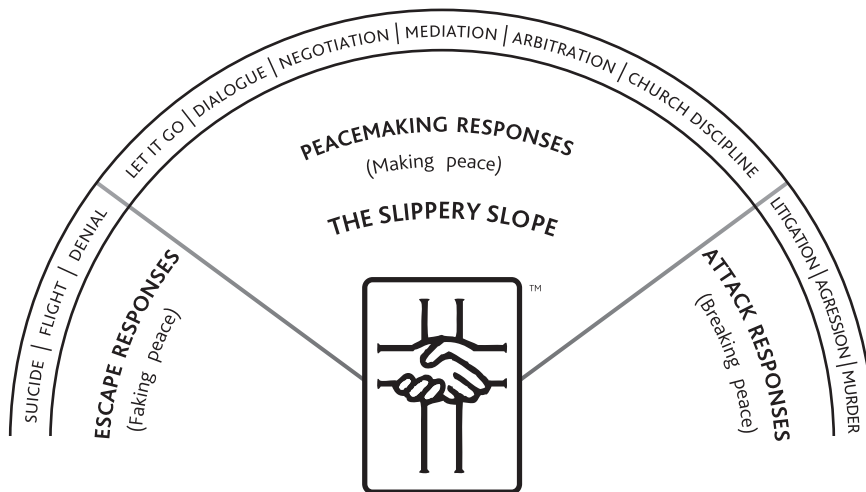 SUICIDE | FLIGHT | DENIAL
LET IT GO | DIALOGUE | NEGOTIATION | MEDIATION | ARBITRATION | CHURCH DISCIPLINE
LITIGATION | AGRESSION | MURDER
ESCAPE RESPONSES
(Faking peace)
PEACEMAKING RESPONSES
(Making peace)
THE SLIPPERY SLOPE
ATTACK RESPONSES
(Breaking peace)
TM